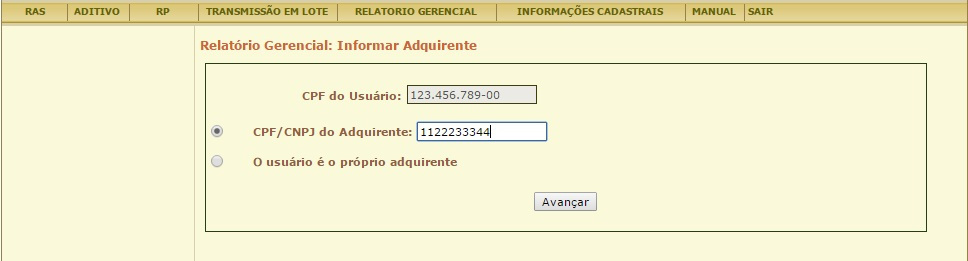 RAS ADITIVO RP TRANSMISSÃO EM LOTE RELATORIO GERENCIAL INFORMAÇÕES CADASTRAIS MANUAL SAIR
Relatório Gerencial: Informar Adquirente
CPF do Usuário: 123.456.789-00
CPF/CNPJ do Adquirente: 1122233344
O usuário é o próprio adquirente
Avançar